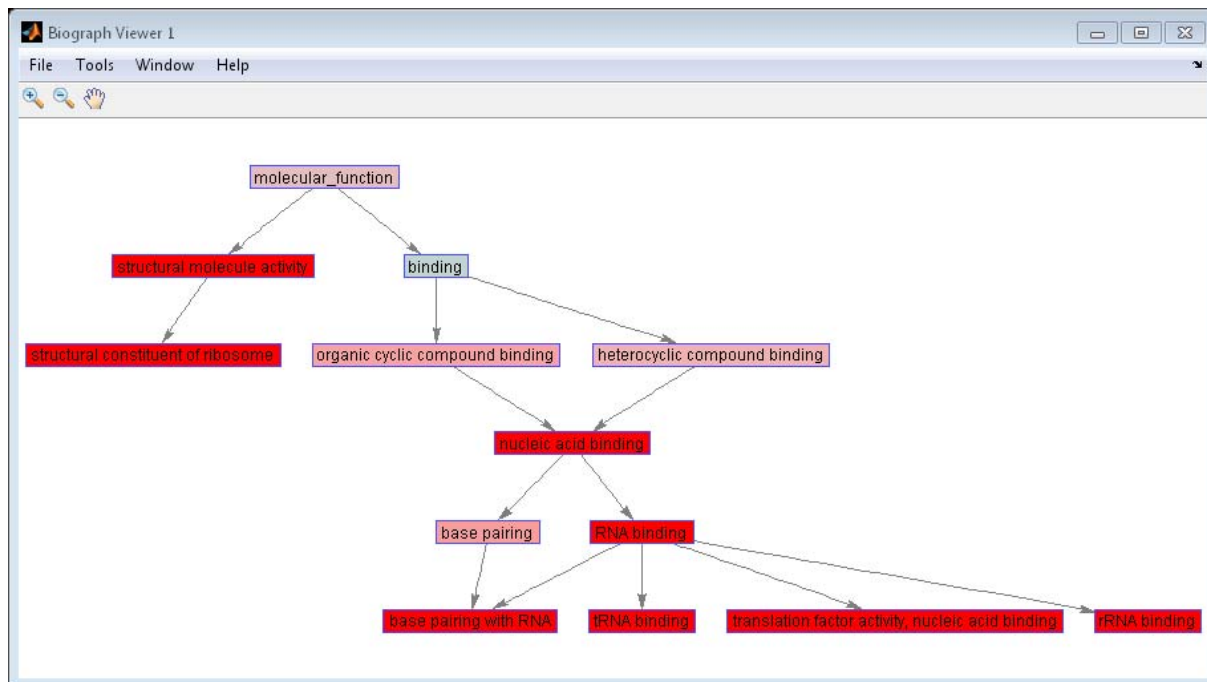 Biograph Viewer 1
File Tools Window Help
molecular_function
structural molecule activity
binding
structural constituent of ribosome
organic cyclic compound binding
heterocyclic compound binding
nucleic acid binding
base pairing
RNA binding
base pairing with RNA
tRNA binding
translation factor activity, nucleic acid binding
rRNA binding